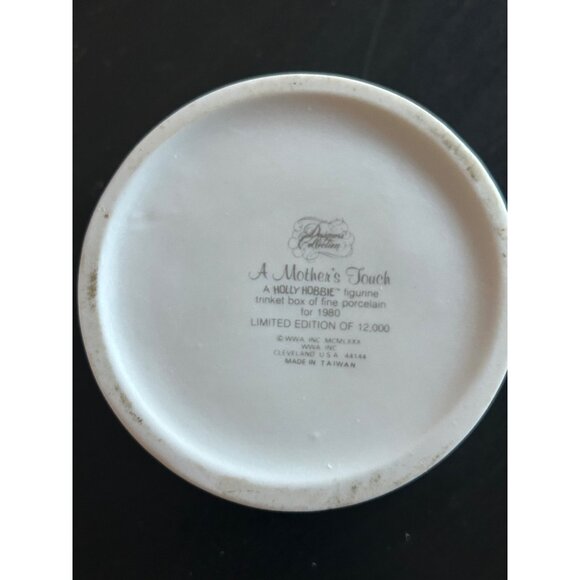 Designers
Collection
A Mother's Touch
A HOLLY HOBBIE™ figurine
trinket box of fine porcelain
for 1980
LIMITED EDITION OF 12,000
© WWA INC MCMLXXX
WWA INC
CLEVELAND U.S.A. 44144
MADE IN TAIWAN